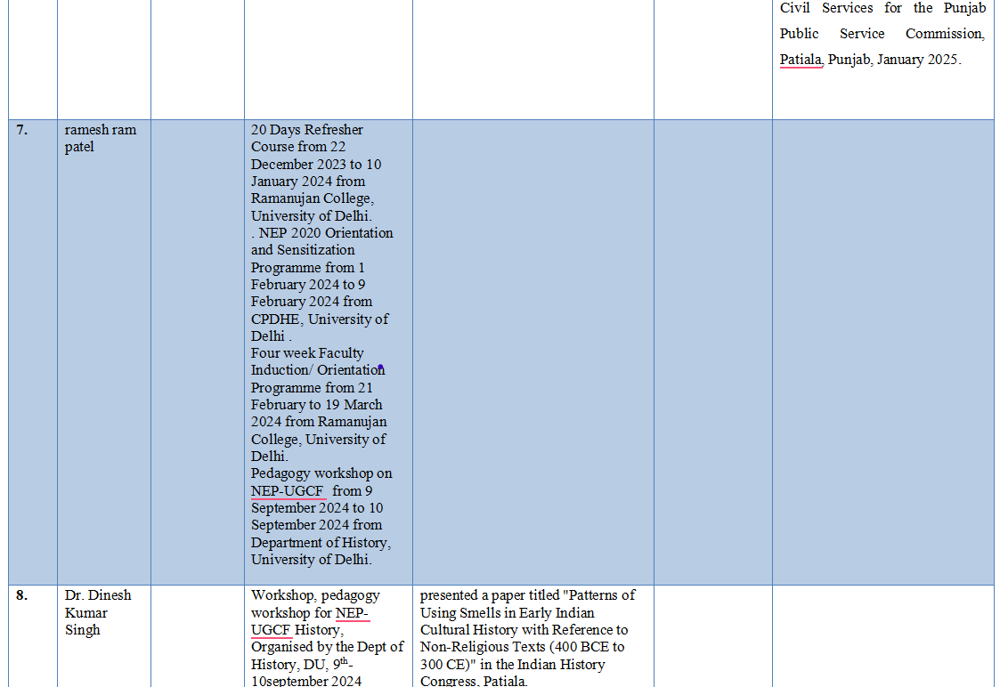 Civil Services for the Punjab
Public Service Commission,
Patiala, Punjab, January 2025.
7.
ramesh ram
patel
20 Days Refresher
Course from 22
December 2023 to 10
January 2024 from
Ramanujan College,
University of Delhi.
. NEP 2020 Orientation
and Sensitization
Programme from 1
February 2024 to 9
February 2024 from
CPDHE, University of
Delhi .
Four week Faculty
Induction/ Orientation
Programme from 21
February to 19 March
2024 from Ramanujan
College, University of
Delhi.
Pedagogy workshop on
NEP-UGCF from 9
September 2024 to 10
September 2024 from
Department of History,
University of Delhi.
8.
Dr. Dinesh
Kumar
Singh
Workshop, pedagogy
workshop for NEP-
UGCF History,
Organised by the Dept of
History, DU, 9th-
10september 2024
presented a paper titled "Patterns of
Using Smells in Early Indian
Cultural History with Reference to
Non-Religious Texts (400 BCE to
300 CE)" in the Indian History
Congress, Patiala.